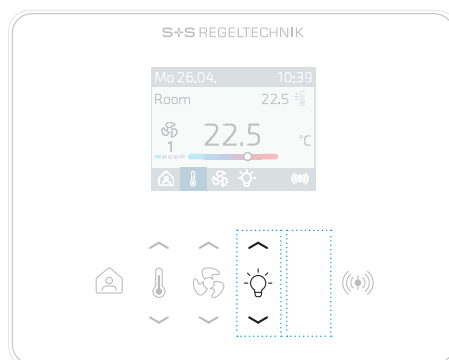 S+S REGELTECHNIK
Mo 26.04. 10:39
Room 22.5
22.5 °C
1